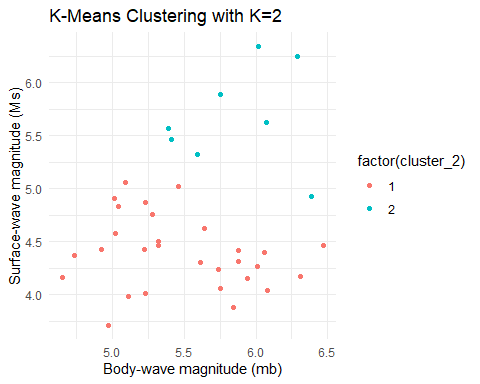 K-Means Clustering with K=2
Surface-wave magnitude (Ms)
6.0
5.5
5.0
4.5
4.0
5.0 5.5 6.0 6.5
Body-wave magnitude (mb)
factor(cluster_2)
1
2